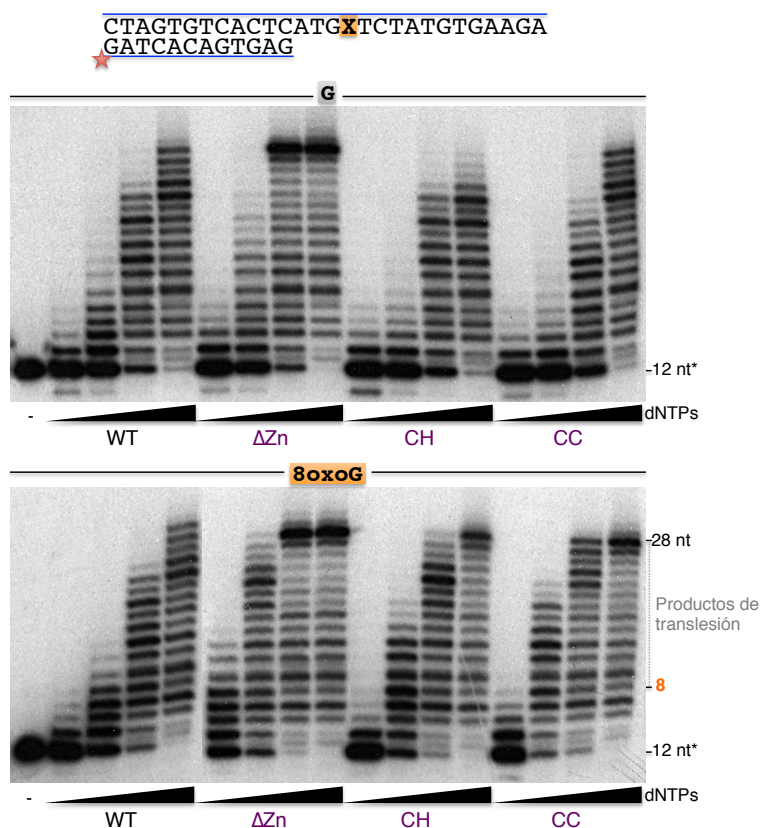 CTAGTGTCACTCATGXTCTATGTGAAGA
GATCACAGTGAG
G
-12 nt*
- dNTPs
WT ΔZn CH CC
8oxoG
-28 nt
Productos de
translesión
-8
-12 nt*
- dNTPs
WT ΔZn CH CC